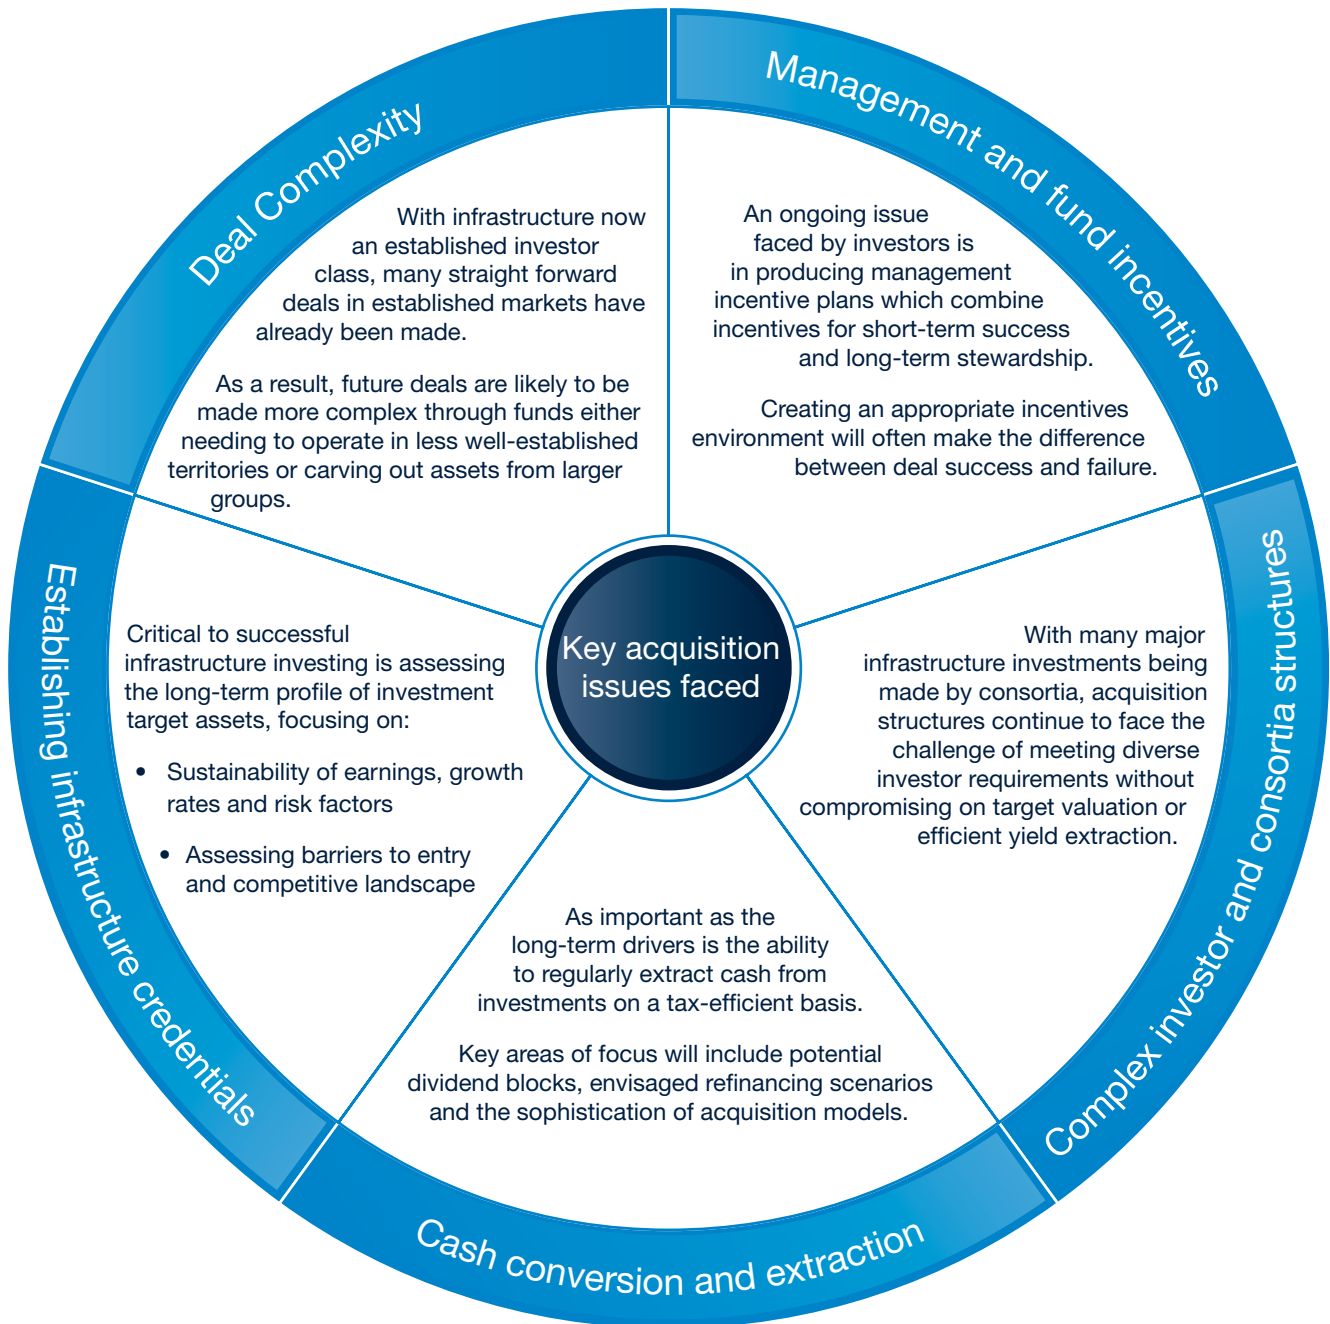 Key acquisition
issues faced
Management and fund incentives
An ongoing issue
faced by investors is
in producing management
incentive plans which combine
incentives for short-term success
and long-term stewardship.
Creating an appropriate incentives
environment will often make the difference
between deal success and failure.
Complex investor and consortia structures
With many major
infrastructure investments being
made by consortia, acquisition
structures continue to face the
challenge of meeting diverse
investor requirements without
compromising on target valuation or
efficient yield extraction.
Cash conversion and extraction
As important as the
long-term drivers is the ability
to regularly extract cash from
investments on a tax-efficient basis.
Key areas of focus will include potential
dividend blocks, envisaged refinancing scenarios
and the sophistication of acquisition models.
Establishing infrastructure credentials
Critical to successful
infrastructure investing is assessing
the long-term profile of investment
target assets, focusing on:
• Sustainability of earnings, growth
rates and risk factors
• Assessing barriers to entry
and competitive landscape
Deal Complexity
With infrastructure now
an established investor
class, many straight forward
deals in established markets have
already been made.
As a result, future deals are likely to be
made more complex through funds either
needing to operate in less well-established
territories or carving out assets from larger
groups.